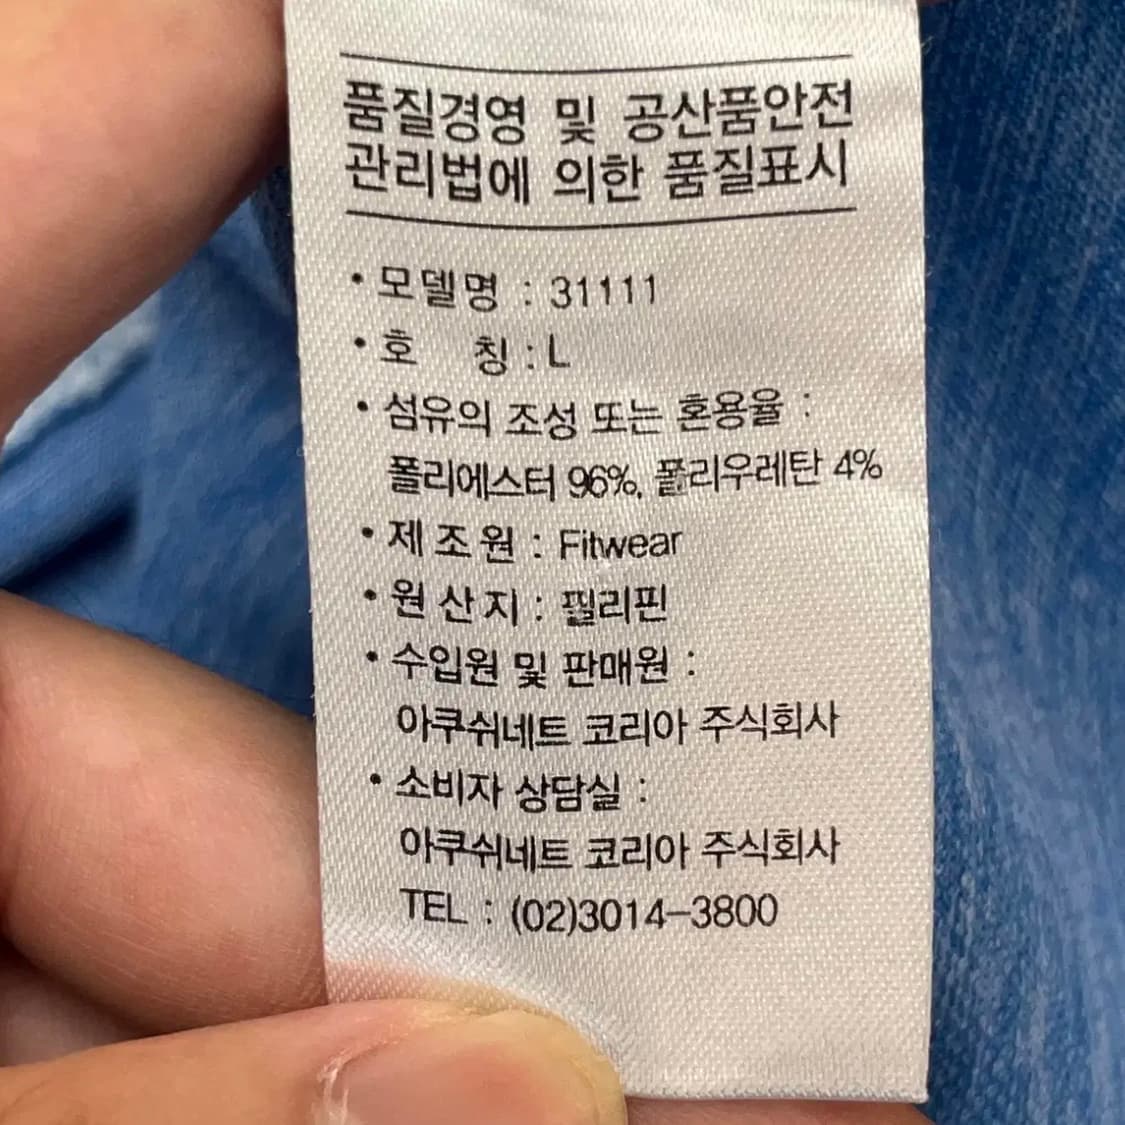 품질경영 및 공산품안전
관리법에 의한 품질표시
• 모델명 : 31111
• 호 칭 : L
• 섬유의 조성 또는 혼용율 :
폴리에스터 96%, 폴리우레탄 4%
• 제 조 원 : Fitwear
• 원 산 지 : 필리핀
• 수입원 및 판매원 :
아쿠쉬네트 코리아 주식회사
• 소비자 상담실 :
아쿠쉬네트 코리아 주식회사
TEL : (02)3014-3800